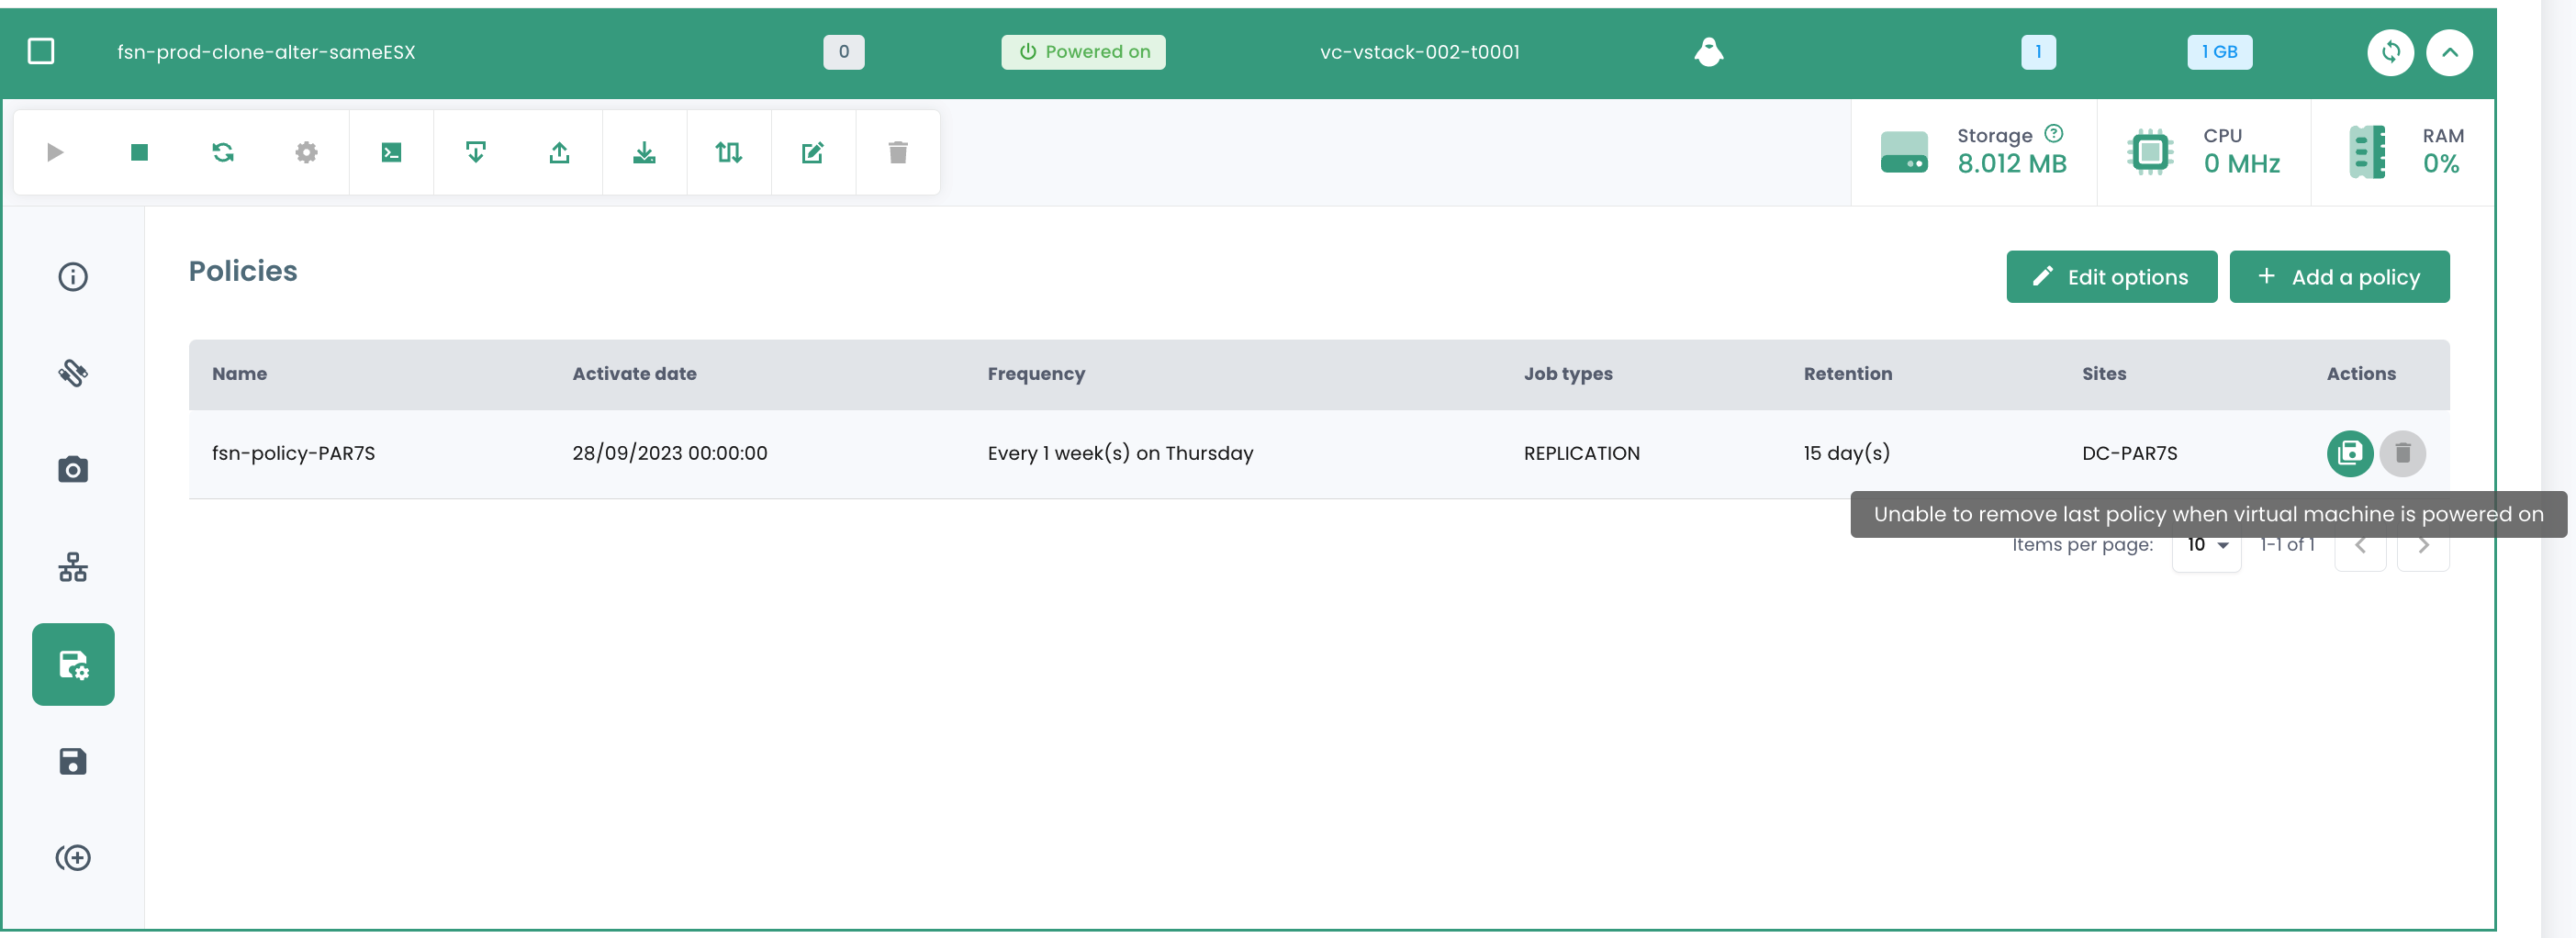 fsn-prod-clone-alter-sameESX 0 Powered on vc-vstack-002-t0001 1 1 GB
Storage CPU RAM
8.012 MB 0 MHz 0%
Policies
Edit options Add a policy
Name Activate date Frequency Job types Retention Sites Actions
fsn-policy-PAR7S 28/09/2023 00:00:00 Every 1 week(s) on Thursday REPLICATION 15 day(s) DC-PAR7S
Unable to remove last policy when virtual machine is powered on
Items per page: 10 1-1 of 1